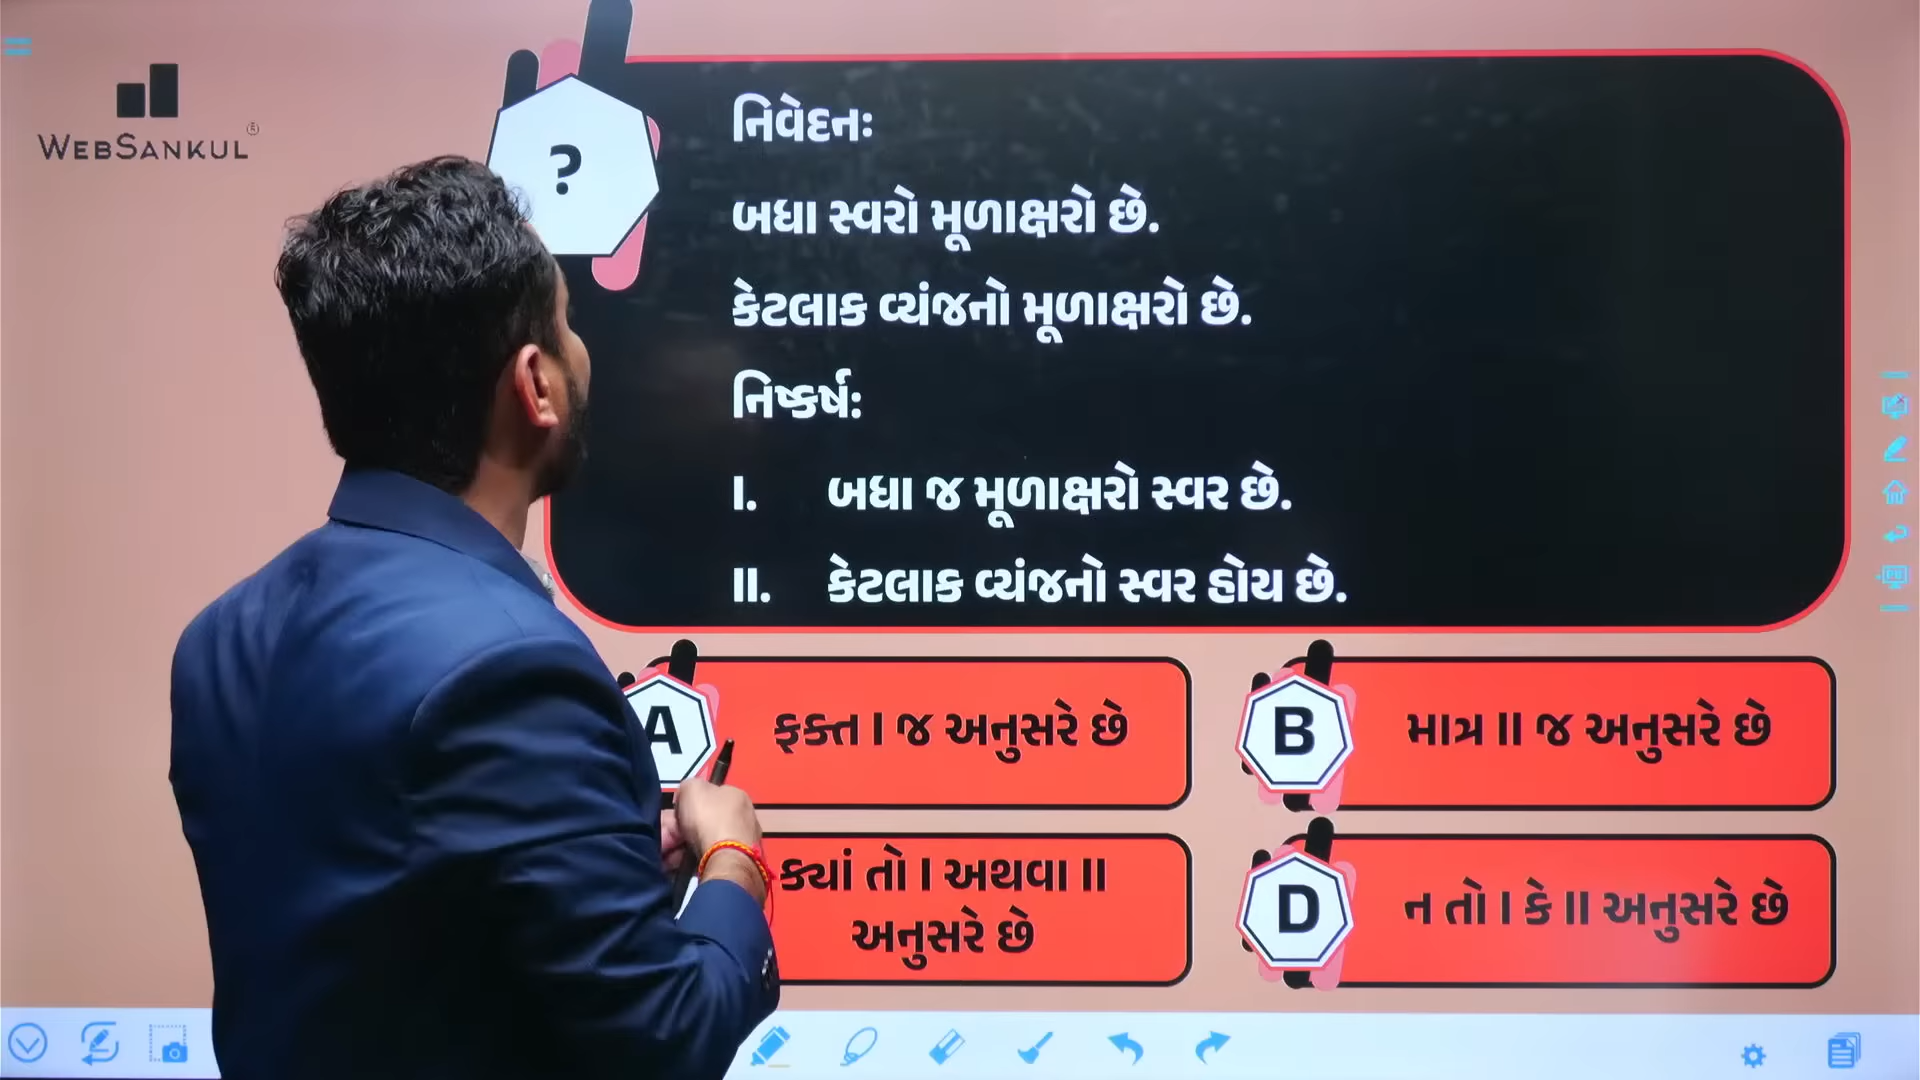 WEBSANKUL®
?
નિવેદનઃ
બધા સ્વરો મૂળાક્ષરો છે.
કેટલાક વ્યંજનો મૂળાક્ષરો છે.
નિષ્કર્ષ:
I. બધા જ મૂળાક્ષરો સ્વર છે.
II. કેટલાક વ્યંજનો સ્વર હોય છે.
A ફક્ત I જ અનુસરે છે
B માત્ર II જ અનુસરે છે
ક્યાં તો I અથવા II
અનુસરે છે
D ન તો I કે II અનુસરે છે